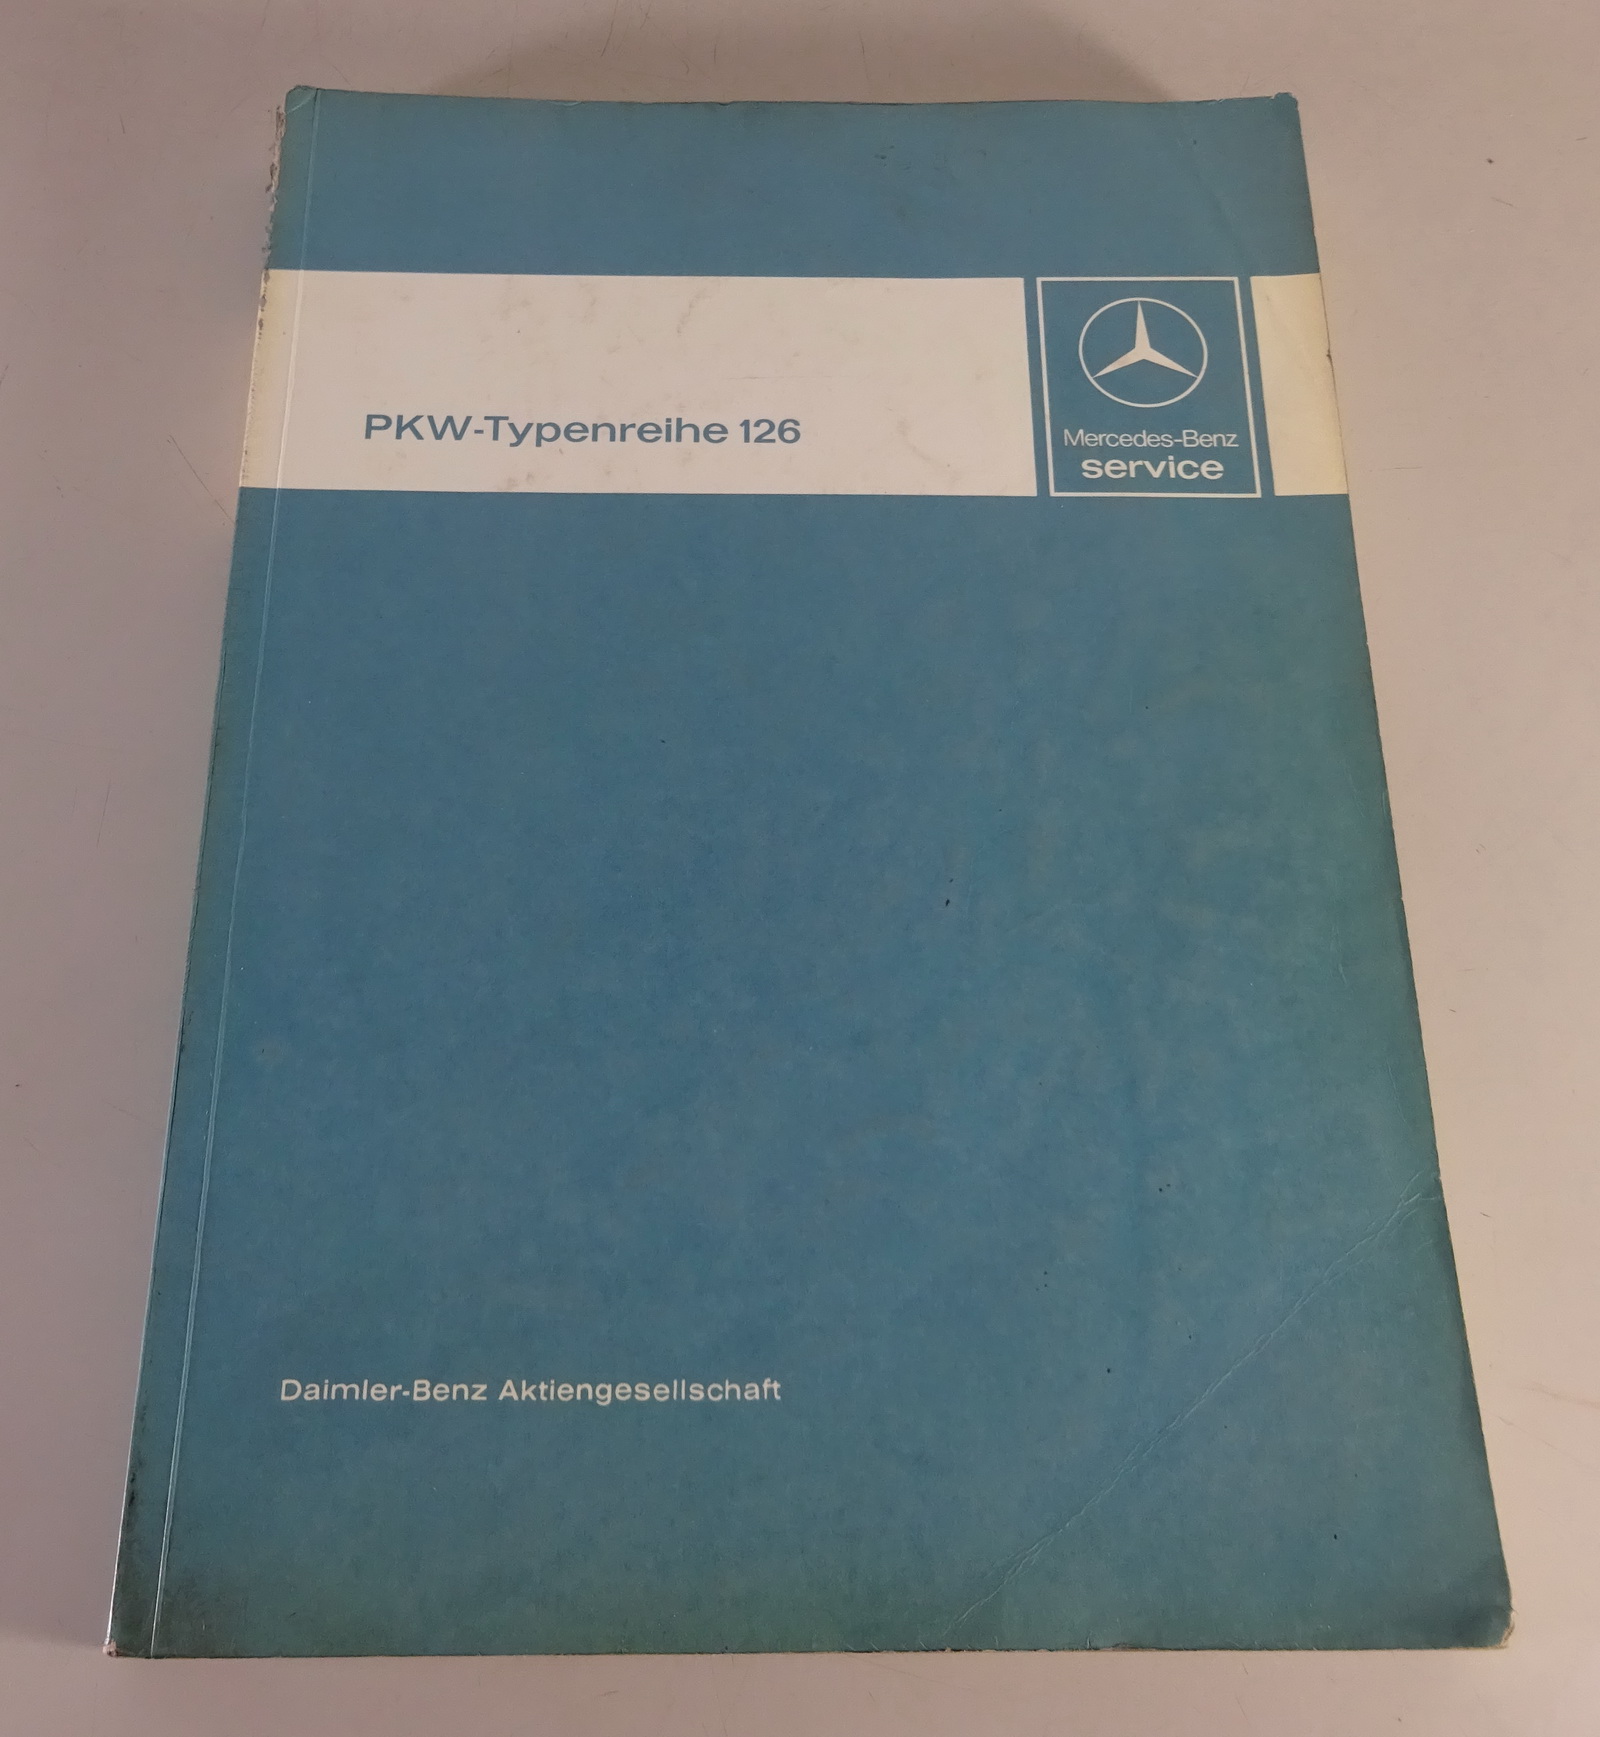 PKW-Typenreihe 126
Mercedes-Benz
service
Daimler-Benz Aktiengesellschaft